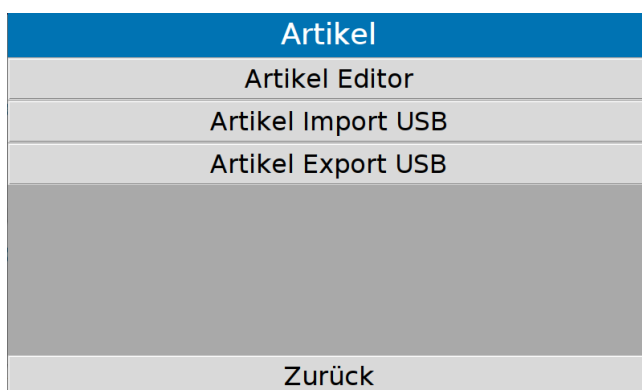 Artikel
Artikel Editor
Artikel Import USB
Artikel Export USB
Zurück